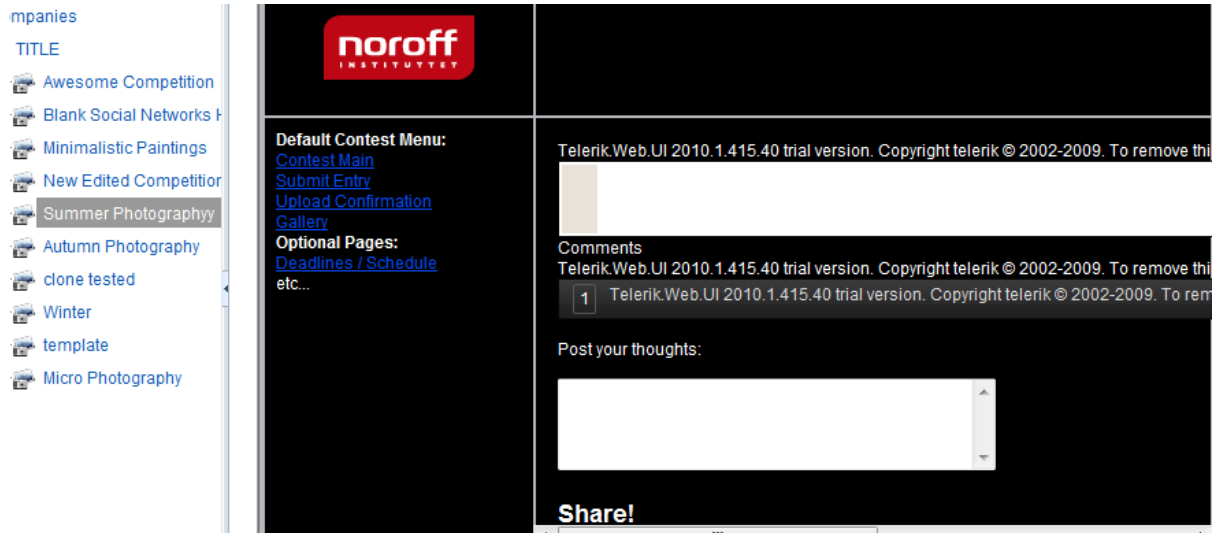 mpanies
TITLE
Awesome Competition
Blank Social Networks
Minimalistic Paintings
New Edited Competition
Summer Photographyy
Autumn Photography
clone tested
Winter
template
Micro Photography
noroff
INSTITUTTET
Default Contest Menu:
Contest Main
Submit Entry
Upload Confirmation
Gallery
Optional Pages:
Deadlines / Schedule
etc...
Telerik.Web.UI 2010.1.415.40 trial version. Copyright telerik © 2002-2009. To remove thi
Comments
Telerik.Web.UI 2010.1.415.40 trial version. Copyright telerik © 2002-2009. To remove thi
1 Telerik.Web.UI 2010.1.415.40 trial version. Copyright telerik © 2002-2009. To rem
Post your thoughts:
Share!